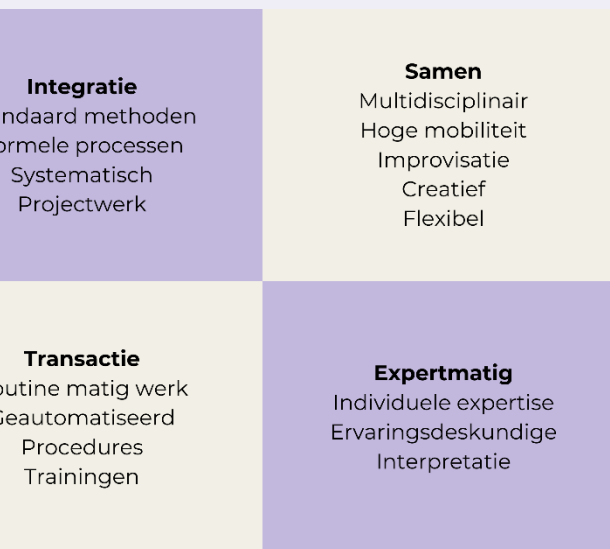 Integratie
ndaard methoden
ormele processen
Systematisch
Projectwerk
Samen
Multidisciplinair
Hoge mobiliteit
Improvisatie
Creatief
Flexibel
Transactie
outine matig werk
Geautomatiseerd
Procedures
Trainingen
Expertmatig
Individuele expertise
Ervaringsdeskundige
Interpretatie